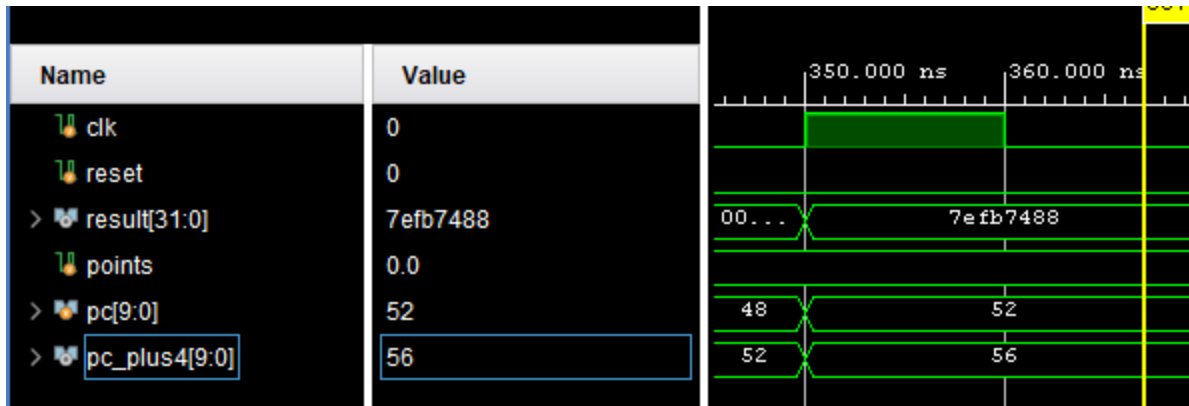 Name Value
350.000 ns 360.000 ns
clk 0
reset 0
result[31:0] 7efb7488 00... 7efb7488
points 0.0
pc[9:0] 52 48 52
pc_plus4[9:0] 56 52 56